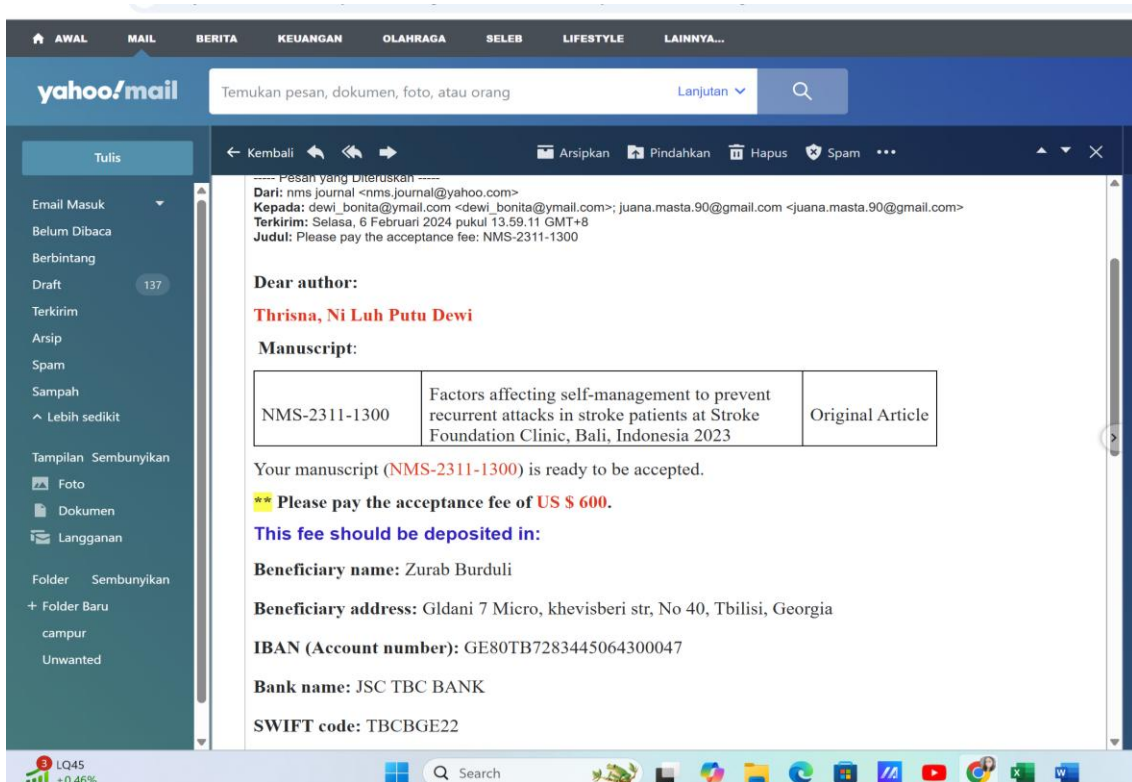 AWAL MAIL BERITA KEUANGAN OLAHRAGA SELEB LIFESTYLE LAINNYA...
yahoo!mail
Temukan pesan, dokumen, foto, atau orang
Lanjutan
Tulis
Kembali
Arsipkan
Pindahkan
Hapus
Spam
Email Masuk
Belum Dibaca
Berbintang
Draft 137
Terkirim
Arsip
Spam
Sampah
Lebih sedikit
Tampilan Sembunyikan
Foto
Dokumen
Langganan
Folder Sembunyikan
+ Folder Baru
campur
Unwanted
----- Pesan yang Diteruskan -----
Dari: nms journal <nms.journal@yahoo.com>
Kepada: dewi_bonita@ymail.com <dewi_bonita@ymail.com>; juana.masta.90@gmail.com <juana.masta.90@gmail.com>
Terkirim: Selasa, 6 Februari 2024 pukul 13.59.11 GMT+8
Judul: Please pay the acceptance fee: NMS-2311-1300
Dear author:
Thrisna, Ni Luh Putu Dewi
Manuscript:
NMS-2311-1300
Factors affecting self-management to prevent
recurrent attacks in stroke patients at Stroke
Foundation Clinic, Bali, Indonesia 2023
Original Article
Your manuscript (NMS-2311-1300) is ready to be accepted.
** Please pay the acceptance fee of US $ 600.
This fee should be deposited in:
Beneficiary name: Zurab Burduli
Beneficiary address: Gldani 7 Micro, khevisberi str, No 40, Tbilisi, Georgia
IBAN (Account number): GE80TB7283445064300047
Bank name: JSC TBC BANK
SWIFT code: TBCBGE22
3
LQ45
+0.46%
Search